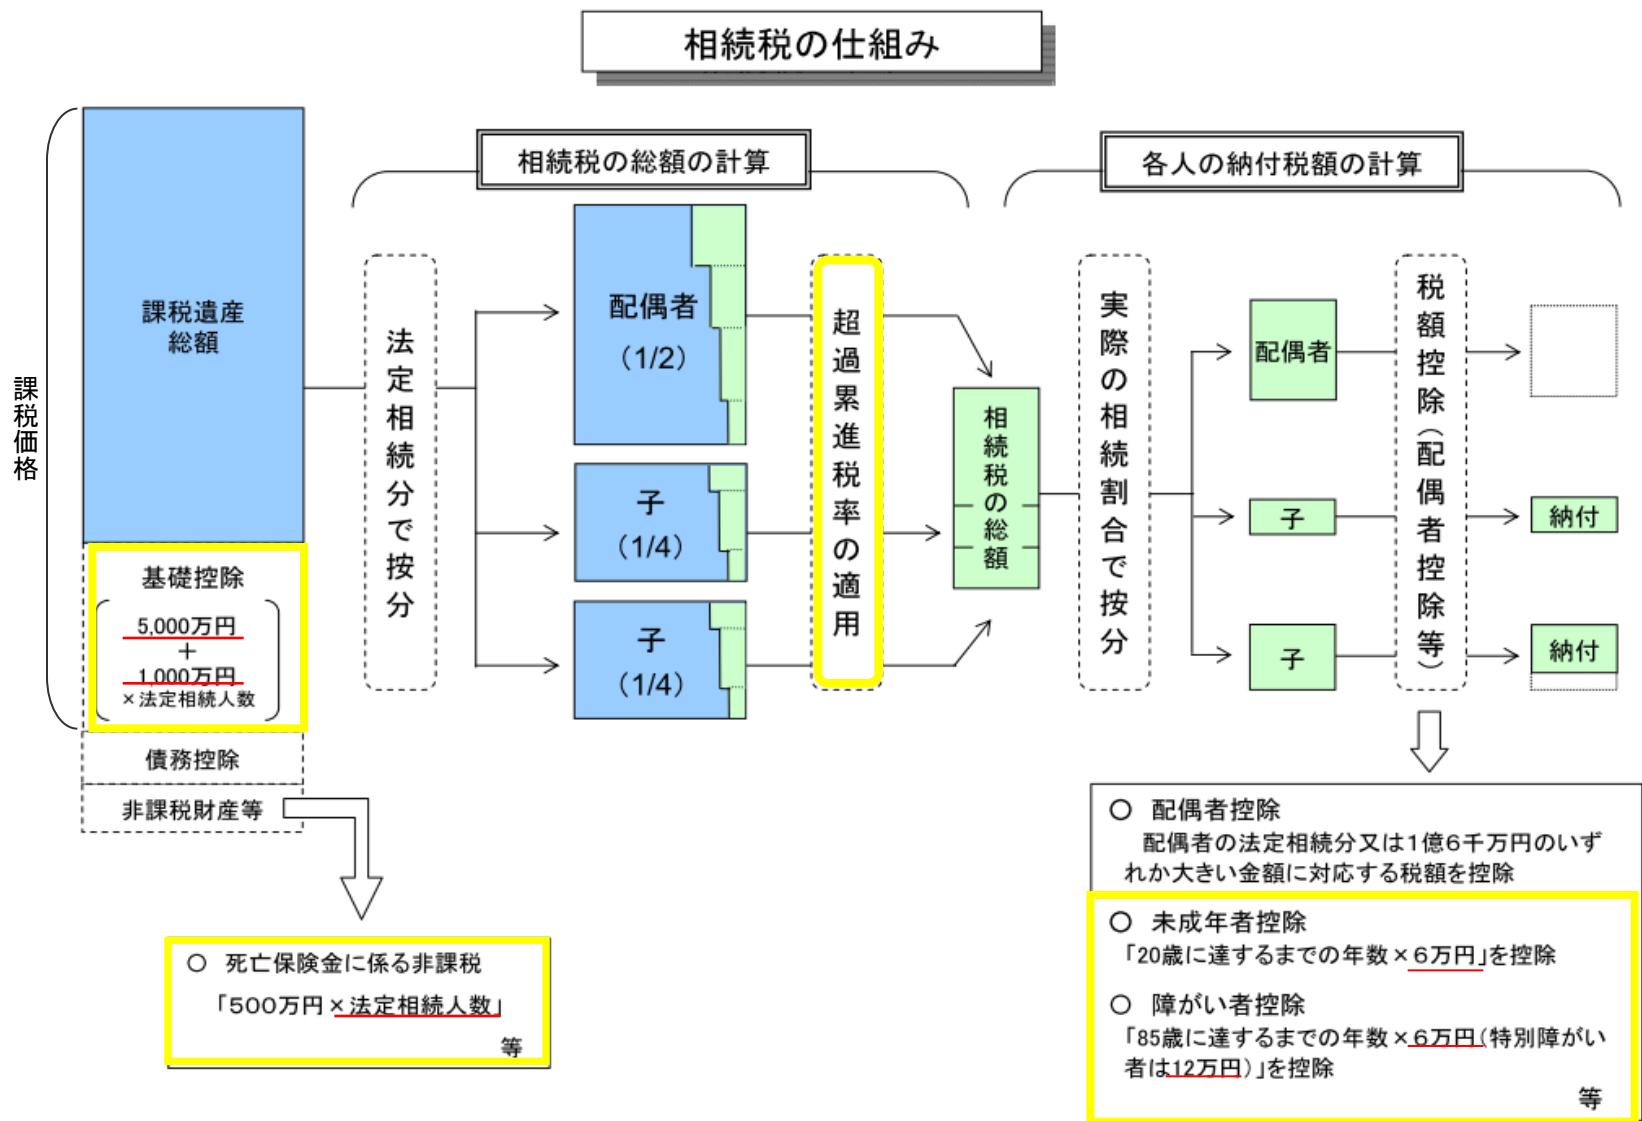 相続税の仕組み
相続税の総額の計算
各人の納付税額の計算
課税価格
課税遺産
総額
基礎控除
5,000万円
+
1,000万円
×法定相続人数
債務控除
非課税財産等
○ 死亡保険金に係る非課税
「500万円×法定相続人数」
等
法定相続分で按分
配偶者
(1/2)
子
(1/4)
子
(1/4)
超過累進税率の適用
相続税の総額
実際の相続割合で按分
配偶者
子
子
税額控除(配偶者控除等)
納付
納付
○ 配偶者控除
配偶者の法定相続分又は1億6千万円のいず
れか大きい金額に対応する税額を控除
○ 未成年者控除
「20歳に達するまでの年数×6万円」を控除
○ 障がい者控除
「85歳に達するまでの年数×6万円(特別障がい
者は12万円)」を控除
等